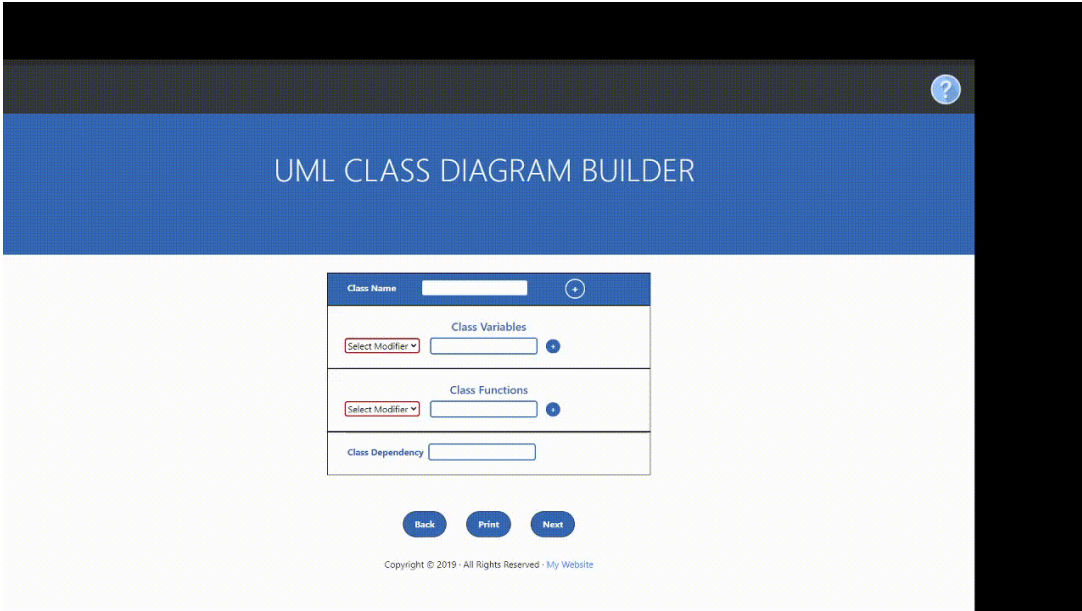 ?
UML CLASS DIAGRAM BUILDER
Class Name +
Class Variables
Select Modifier +
Class Functions
Select Modifier +
Class Dependency
Back Print Next
Copyright © 2019 - All Rights Reserved - My Website